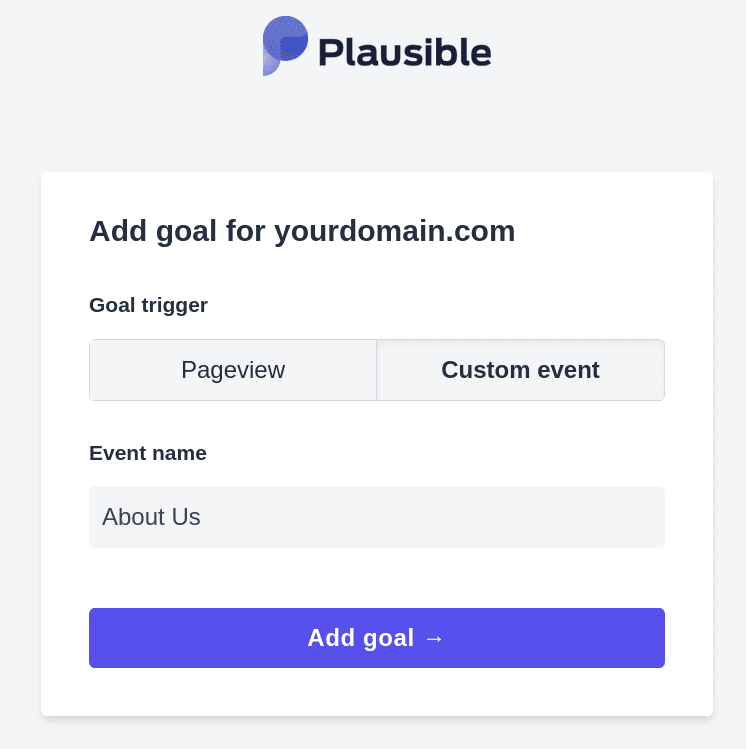 Plausible
Add goal for yourdomain.com
Goal trigger
Pageview Custom event
Event name
About Us
Add goal →